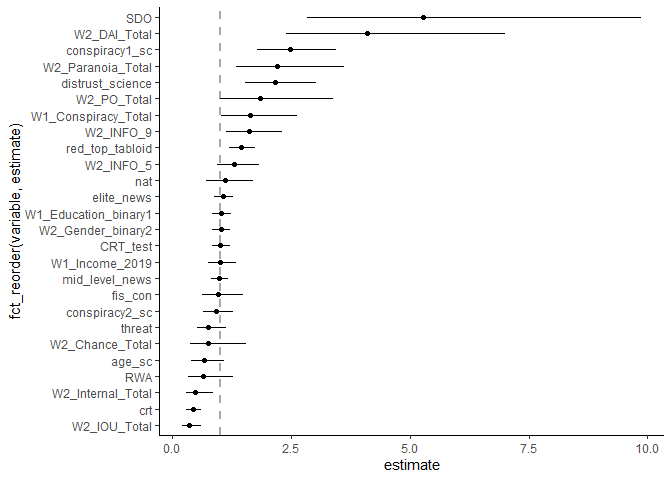 SDO
W2_DAI_Total
conspiracy1_sc
W2_Paranoia_Total
distrust_science
W2_PO_Total
W1_Conspiracy_Total
W2_INFO_9
red_top_tabloid
W2_INFO_5
nat
elite_news
W1_Education_binary1
W2_Gender_binary2
CRT_test
W1_Income_2019
mid_level_news
fis_con
conspiracy2_sc
threat
W2_Chance_Total
age_sc
RWA
W2_Internal_Total
crt
W2_IOU_Total
fct_reorder(variable, estimate)
0.0 2.5 5.0 7.5 10.0
estimate